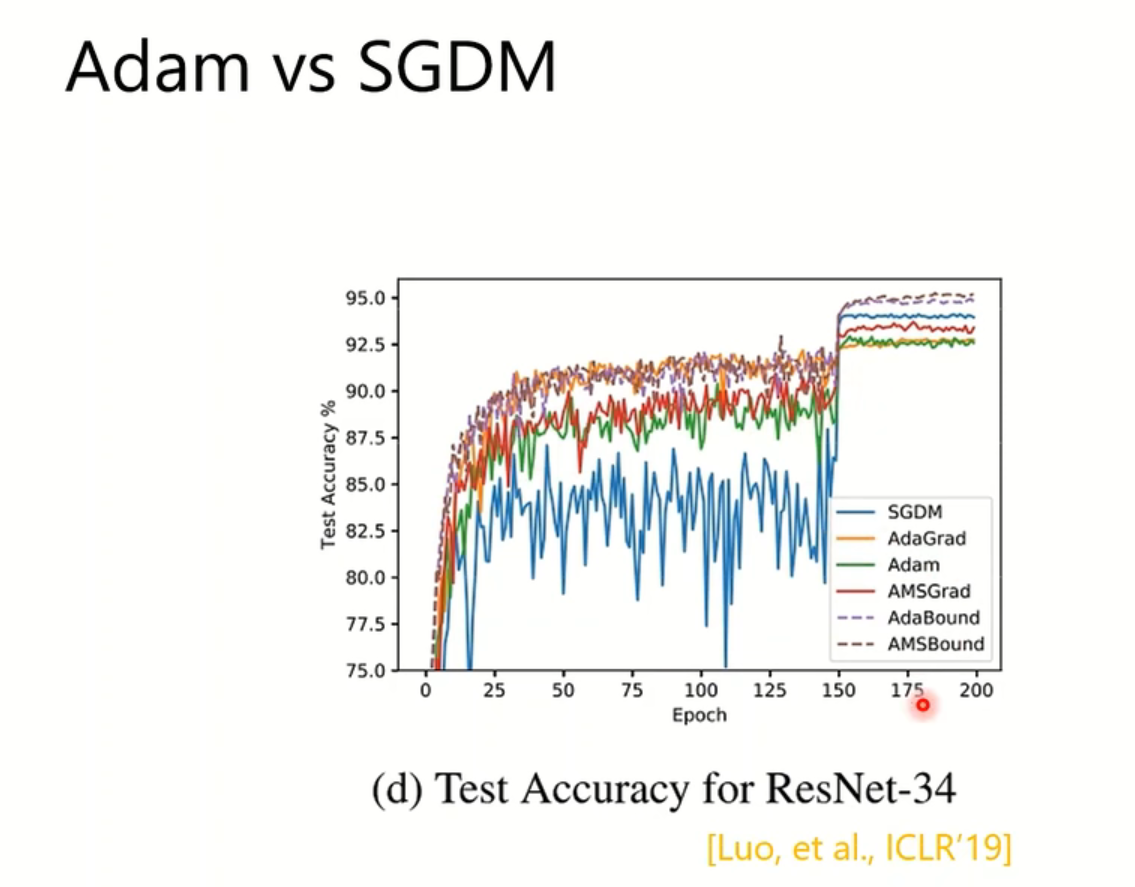 Adam vs SGDM
95.0
92.5
90.0
87.5
85.0
82.5
80.0
77.5
75.0
Test Accuracy %
SGDM
AdaGrad
Adam
AMSGrad
AdaBound
AMSBound
0 25 50 75 100 125 150 175 200
Epoch
(d) Test Accuracy for ResNet-34
[Luo, et al., ICLR'19]